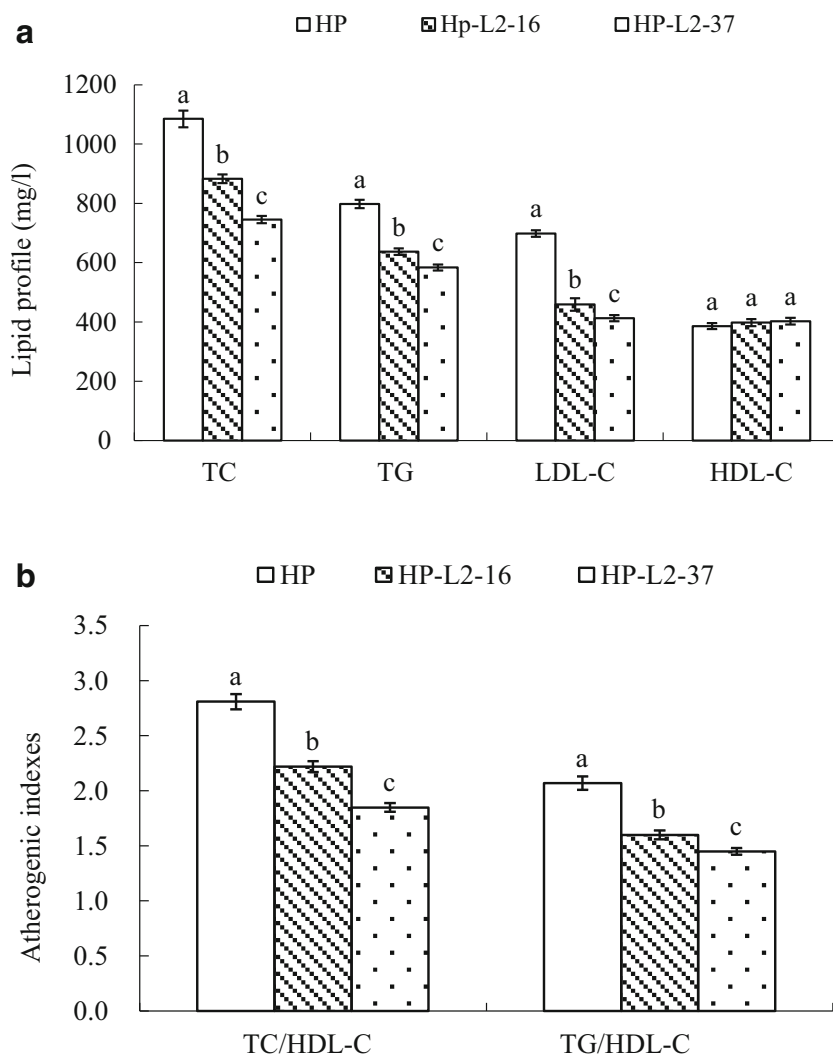 a
HP Hp-L2-16 HP-L2-37
1200
1000
800
600
400
200
0
Lipid profile (mg/l)
a b c a b c a b c a a a
TC TG LDL-C HDL-C
b
HP HP-L2-16 HP-L2-37
3.5
3.0
2.5
2.0
1.5
1.0
0.5
0.0
Atherogenic indexes
a b c a b c
TC/HDL-C TG/HDL-C